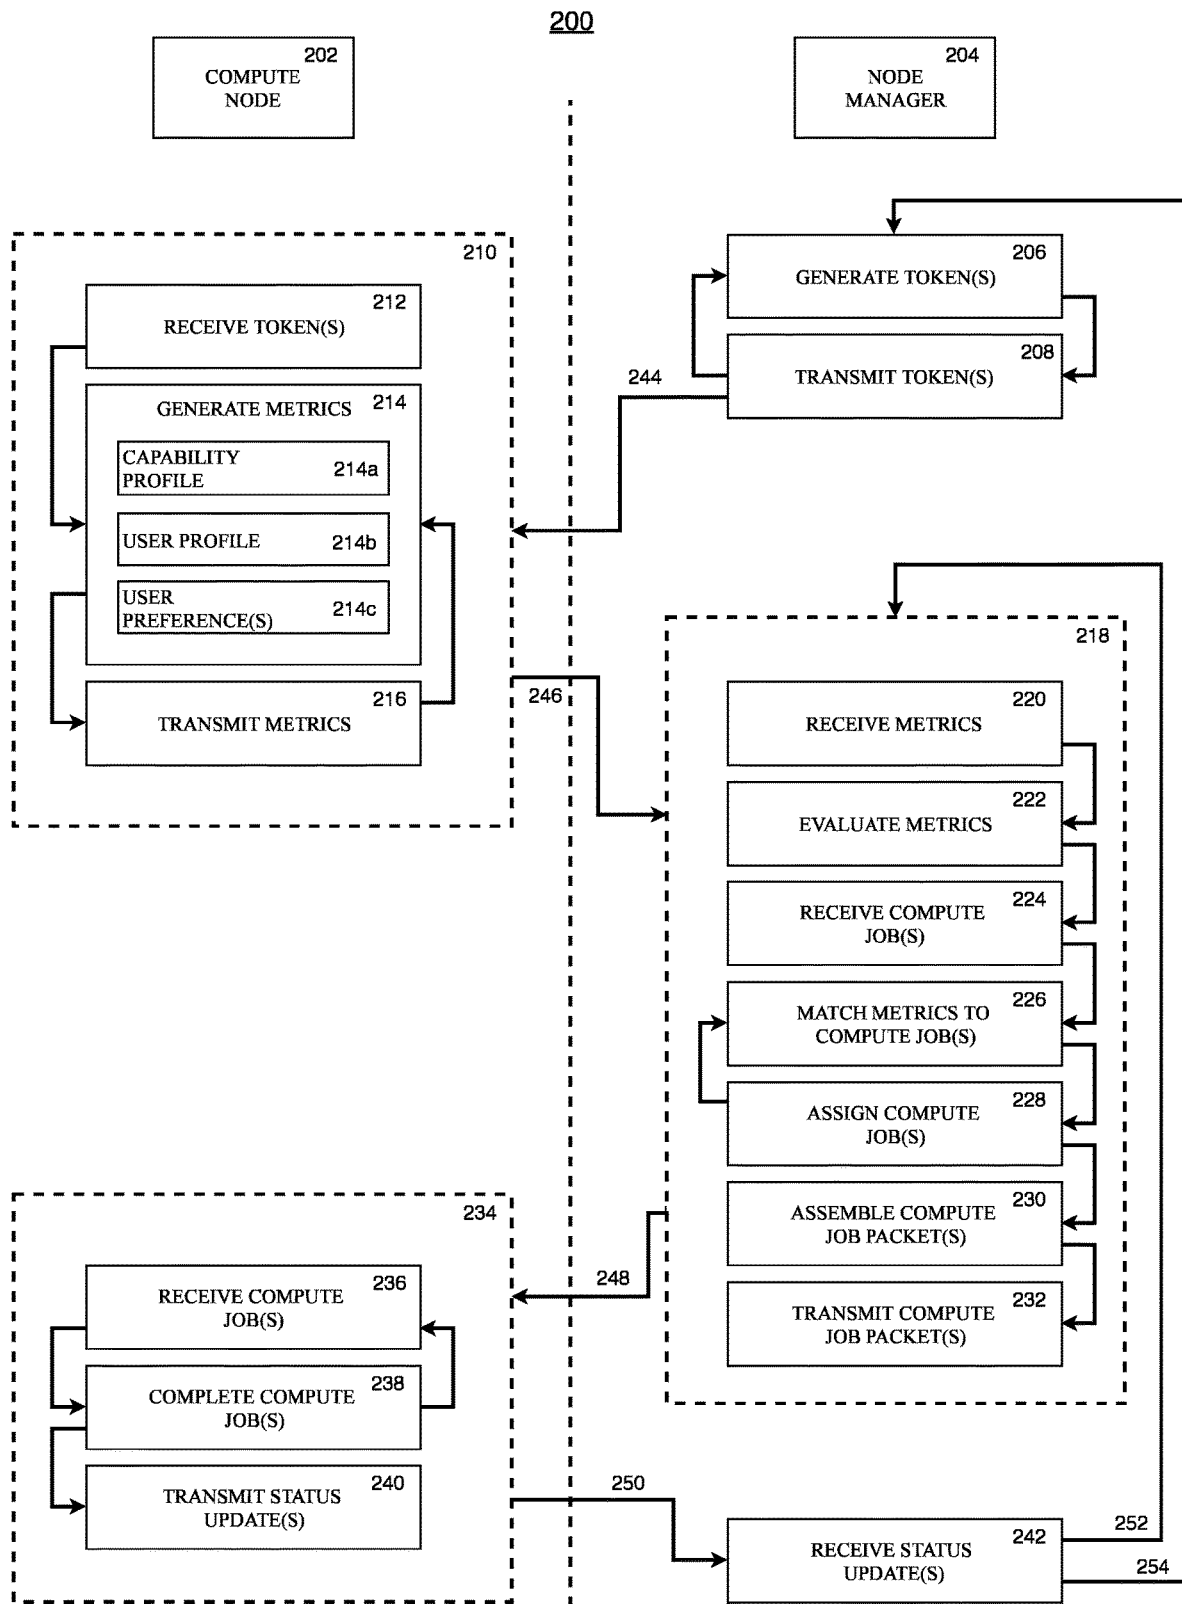 200
202
COMPUTE
NODE
204
NODE
MANAGER
210
212
RECEIVE TOKEN(S)
GENERATE METRICS 214
CAPABILITY
PROFILE
214a
USER PROFILE 214b
USER
PREFERENCE(S)
214c
216
TRANSMIT METRICS
206
GENERATE TOKEN(S)
208
TRANSMIT TOKEN(S)
244
246
218
220
RECEIVE METRICS
222
EVALUATE METRICS
224
RECEIVE COMPUTE
JOB(S)
226
MATCH METRICS TO
COMPUTE JOB(S)
228
ASSIGN COMPUTE
JOB(S)
230
ASSEMBLE COMPUTE
JOB PACKET(S)
232
TRANSMIT COMPUTE
JOB PACKET(S)
248
234
236
RECEIVE COMPUTE
JOB(S)
238
COMPLETE COMPUTE
JOB(S)
240
TRANSMIT STATUS
UPDATE(S)
250
242
RECEIVE STATUS
UPDATE(S)
252
254